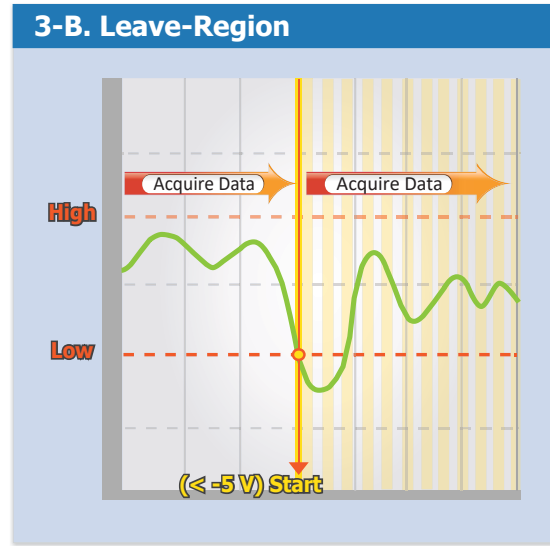 3-B. Leave-Region
Acquire Data
Acquire Data
High
Low
(< -5 V) Start